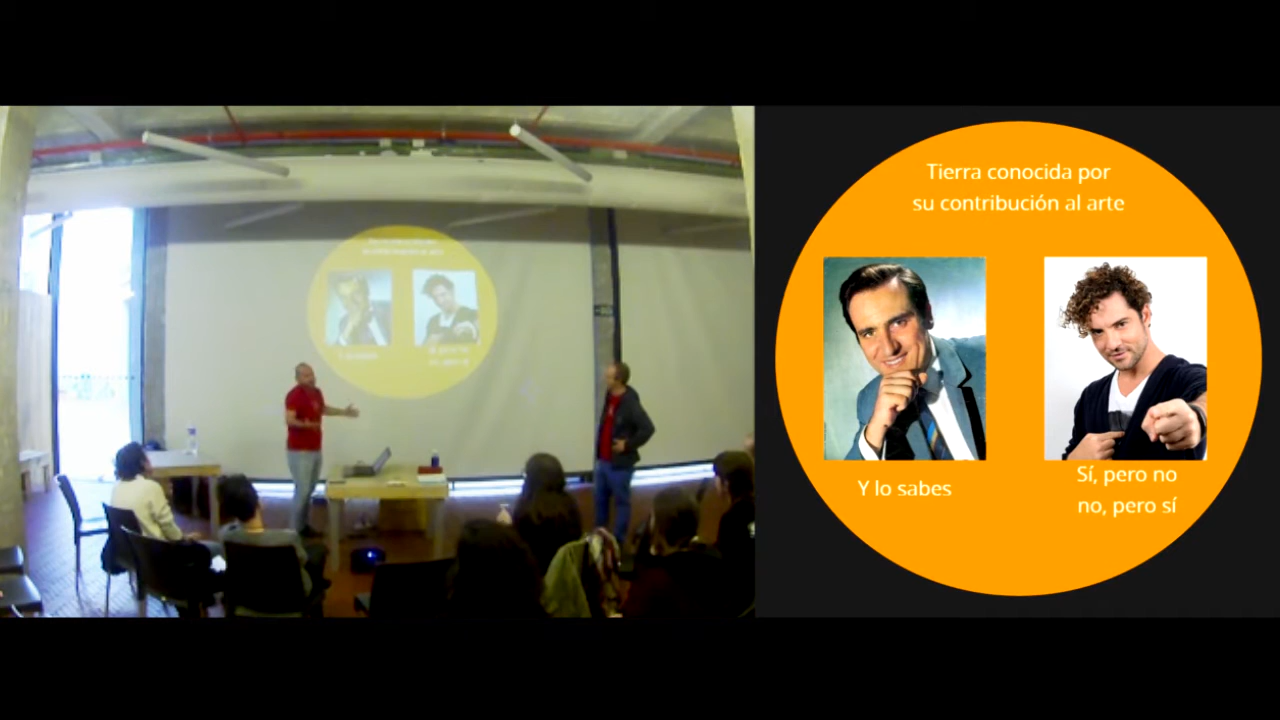 Tierra conocida por
su contribución al arte
Y lo sabes
Sí, pero no
no, pero sí